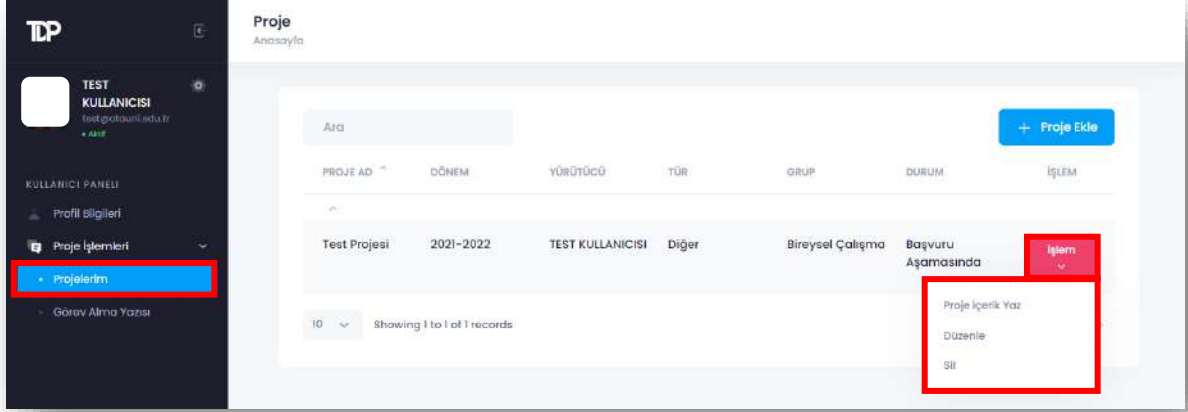 TDP
TEST
KULLANICISI
• Aktif
KULLANICI PANELİ
Profil Bilgileri
Proje İşlemleri
Projelerim
Görev Alma Yazısı
Proje
Anasayfa
Ara
+ Proje Ekle
PROJE AD DÖNEM YÜRÜTÜCÜ TÜR GRUP DURUM İŞLEM
Test Projesi 2021-2022 TEST KULLANICISI Diğer Bireysel Çalışma Başvuru Aşamasında İşlem
Proje İçerik Yaz
Düzenle
Sil
10 Showing 1 to 1 of 1 records